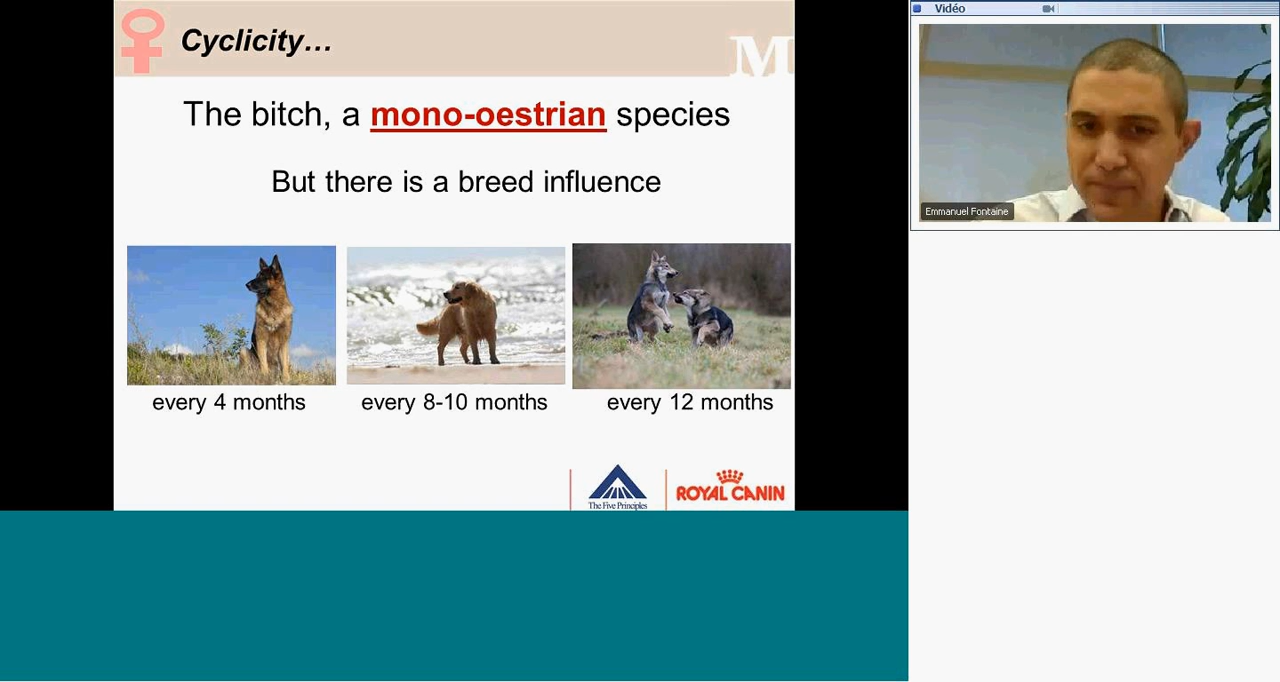 Cyclicity…
M
The bitch, a mono-oestrian species
But there is a breed influence
every 4 months
every 8-10 months
every 12 months
The Five Principles
ROYAL CANIN
Vidéo
Emmanuel Fontaine